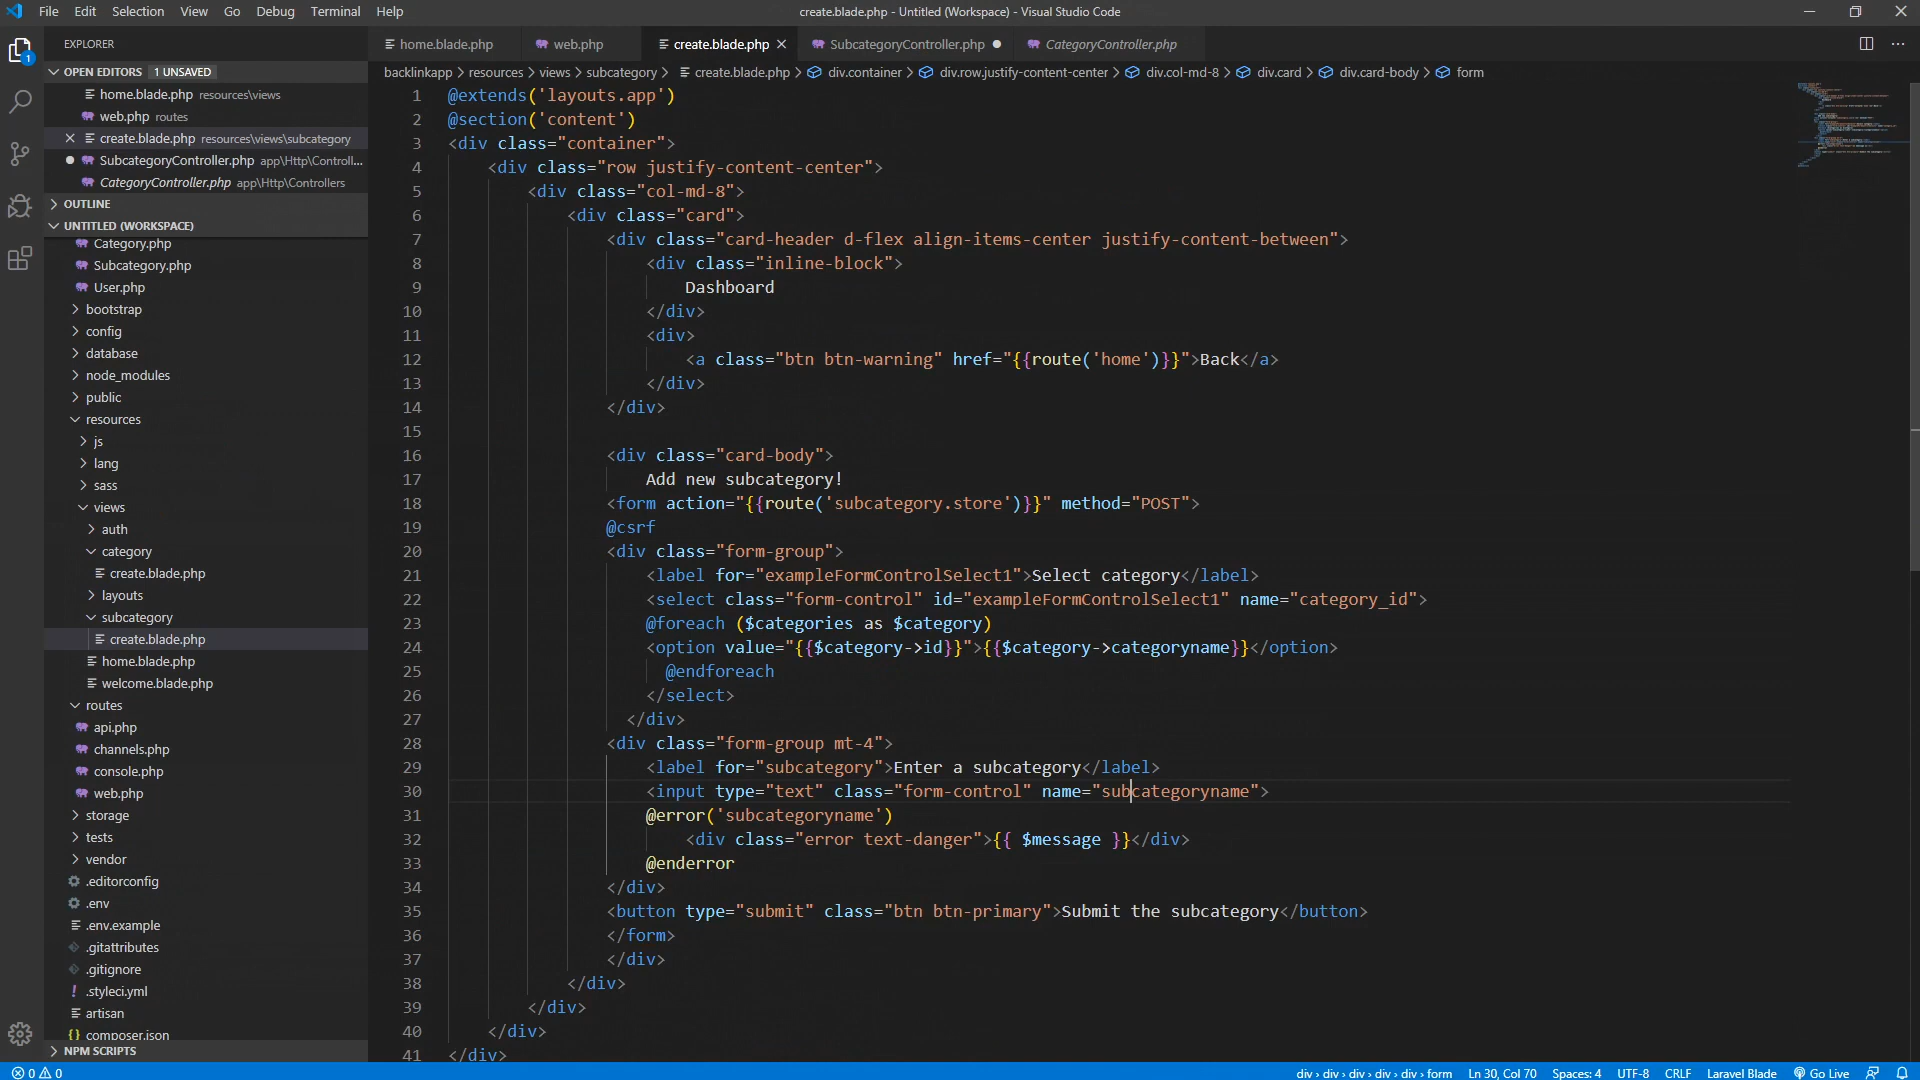 File Edit Selection View Go Debug Terminal Help
create.blade.php - Untitled (Workspace) - Visual Studio Code
EXPLORER
OPEN EDITORS 1 UNSAVED
home.blade.php resources\views
web.php routes
create.blade.php resources\views\subcategory
SubcategoryController.php app\Http\Controll...
CategoryController.php app\Http\Controllers
OUTLINE
UNTITLED (WORKSPACE)
Category.php
Subcategory.php
User.php
bootstrap
config
database
node_modules
public
resources
js
lang
sass
views
auth
category
create.blade.php
layouts
subcategory
create.blade.php
home.blade.php
welcome.blade.php
routes
api.php
channels.php
console.php
web.php
storage
tests
vendor
.editorconfig
.env
.env.example
.gitattributes
.gitignore
.styleci.yml
artisan
composer.json
NPM SCRIPTS
home.blade.php web.php create.blade.php SubcategoryController.php CategoryController.php
backlinkapp > resources > views > subcategory > create.blade.php > div.container > div.row.justify-content-center > div.col-md-8 > div.card > div.card-body > form
1 @extends('layouts.app')
2 @section('content')
3 <div class="container">
4 <div class="row justify-content-center">
5 <div class="col-md-8">
6 <div class="card">
7 <div class="card-header d-flex align-items-center justify-content-between">
8 <div class="inline-block">
9 Dashboard
10 </div>
11 <div>
12 <a class="btn btn-warning" href="{{route('home')}}">Back</a>
13 </div>
14 </div>
15
16 <div class="card-body">
17 Add new subcategory!
18 <form action="{{route('subcategory.store')}}" method="POST">
19 @csrf
20 <div class="form-group">
21 <label for="exampleFormControlSelect1">Select category</label>
22 <select class="form-control" id="exampleFormControlSelect1" name="category_id">
23 @foreach ($categories as $category)
24 <option value="{{$category->id}}">{{$category->categoryname}}</option>
25 @endforeach
26 </select>
27 </div>
28 <div class="form-group mt-4">
29 <label for="subcategory">Enter a subcategory</label>
30 <input type="text" class="form-control" name="subcategoryname">
31 @error('subcategoryname')
32 <div class="error text-danger">{{ $message }}</div>
33 @enderror
34 </div>
35 <button type="submit" class="btn btn-primary">Submit the subcategory</button>
36 </form>
37 </div>
38 </div>
39 </div>
40 </div>
41 </div>
0 0
div > div > div > div > div > form Ln 30, Col 70 Spaces: 4 UTF-8 CRLF Laravel Blade Go Live